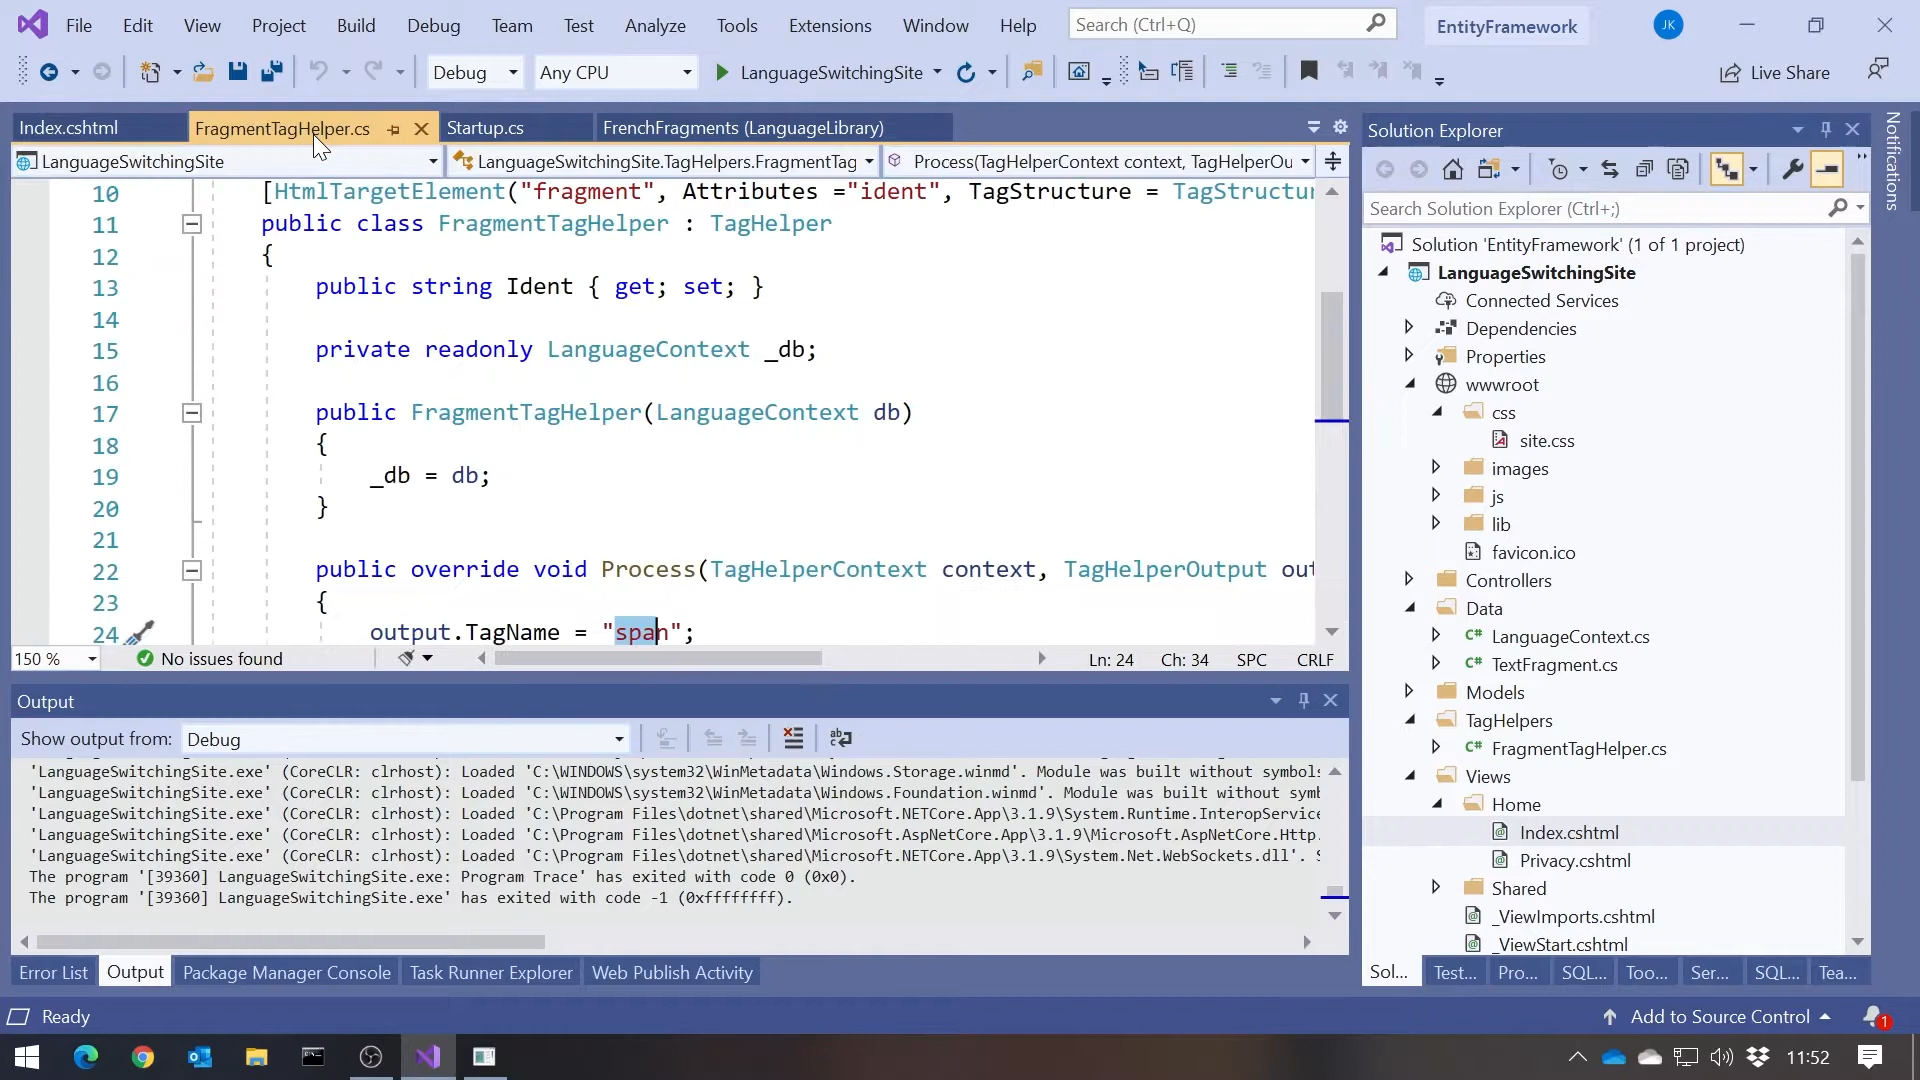 File Edit View Project Build Debug Team Test Analyze Tools Extensions Window Help Search (Ctrl+Q) EntityFramework JK
Debug Any CPU LanguageSwitchingSite Live Share
Index.cshtml FragmentTagHelper.cs Startup.cs FrenchFragments (LanguageLibrary)
LanguageSwitchingSite LanguageSwitchingSite.TagHelpers.FragmentTag Process(TagHelperContext context, TagHelperOu
10 [HtmlTargetElement("fragment", Attributes ="ident", TagStructure = TagStructur
11 public class FragmentTagHelper : TagHelper
12 {
13 public string Ident { get; set; }
14
15 private readonly LanguageContext _db;
16
17 public FragmentTagHelper(LanguageContext db)
18 {
19 _db = db;
20 }
21
22 public override void Process(TagHelperContext context, TagHelperOutput out
23 {
24 output.TagName = "span";
150 % No issues found Ln: 24 Ch: 34 SPC CRLF
Output
Show output from: Debug
'LanguageSwitchingSite.exe' (CoreCLR: clrhost): Loaded 'C:\WINDOWS\system32\WinMetadata\Windows.Storage.winmd'. Module was built without symbols
'LanguageSwitchingSite.exe' (CoreCLR: clrhost): Loaded 'C:\WINDOWS\system32\WinMetadata\Windows.Foundation.winmd'. Module was built without symb
'LanguageSwitchingSite.exe' (CoreCLR: clrhost): Loaded 'C:\Program Files\dotnet\shared\Microsoft.NETCore.App\3.1.9\System.Runtime.InteropService
'LanguageSwitchingSite.exe' (CoreCLR: clrhost): Loaded 'C:\Program Files\dotnet\shared\Microsoft.AspNetCore.App\3.1.9\Microsoft.AspNetCore.Http.
'LanguageSwitchingSite.exe' (CoreCLR: clrhost): Loaded 'C:\Program Files\dotnet\shared\Microsoft.NETCore.App\3.1.9\System.Net.WebSockets.dll'. S
The program '[39360] LanguageSwitchingSite.exe: Program Trace' has exited with code 0 (0x0).
The program '[39360] LanguageSwitchingSite.exe' has exited with code -1 (0xffffffff).
Error List Output Package Manager Console Task Runner Explorer Web Publish Activity
Solution Explorer
Search Solution Explorer (Ctrl+;)
Solution 'EntityFramework' (1 of 1 project)
LanguageSwitchingSite
Connected Services
Dependencies
Properties
wwwroot
css
site.css
images
js
lib
favicon.ico
Controllers
Data
C# LanguageContext.cs
C# TextFragment.cs
Models
TagHelpers
C# FragmentTagHelper.cs
Views
Home
Index.cshtml
Privacy.cshtml
Shared
_ViewImports.cshtml
_ViewStart.cshtml
Sol... Test... Pro... SQL... Too... Ser... SQL... Tea...
Notifications
Ready Add to Source Control 1
11:52